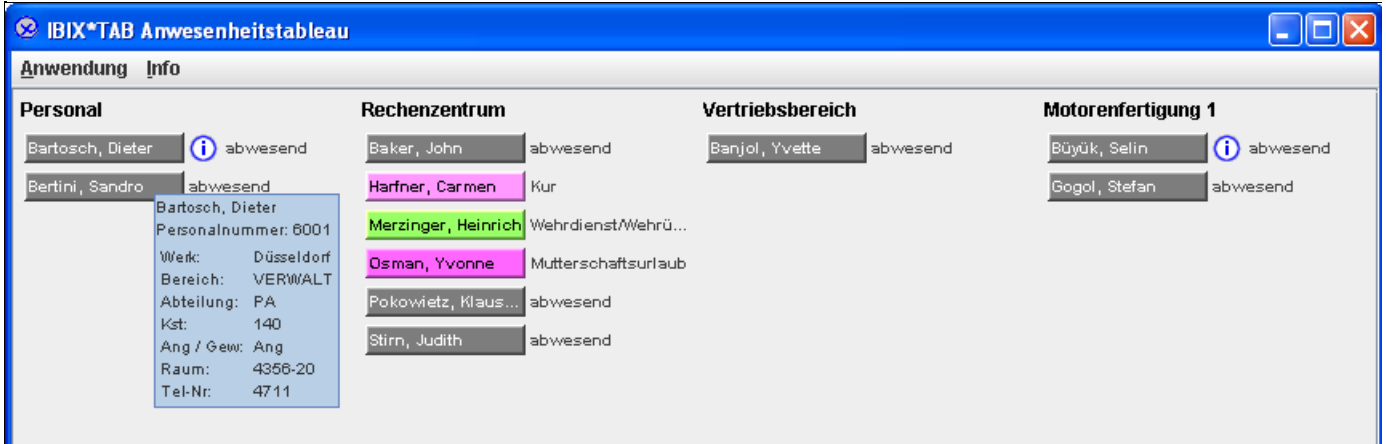 IBIX*TAB Anwesenheitstableau
Anwendung Info
Personal
Bartosch, Dieter abwesend
Bertini, Sandro abwesend
Bartosch, Dieter
Personalnummer: 6001
Werk: Düsseldorf
Bereich: VERWALT
Abteilung: PA
Kst: 140
Ang / Gew: Ang
Raum: 4356-20
Tel-Nr: 4711
Rechenzentrum
Baker, John abwesend
Harfner, Carmen Kur
Merzinger, Heinrich Wehrdienst/Wehrü...
Osman, Yvonne Mutterschaftsurlaub
Pokowietz, Klaus... abwesend
Stirn, Judith abwesend
Vertriebsbereich
Banjol, Yvette abwesend
Motorenfertigung 1
Büyük, Selin abwesend
Gogol, Stefan abwesend